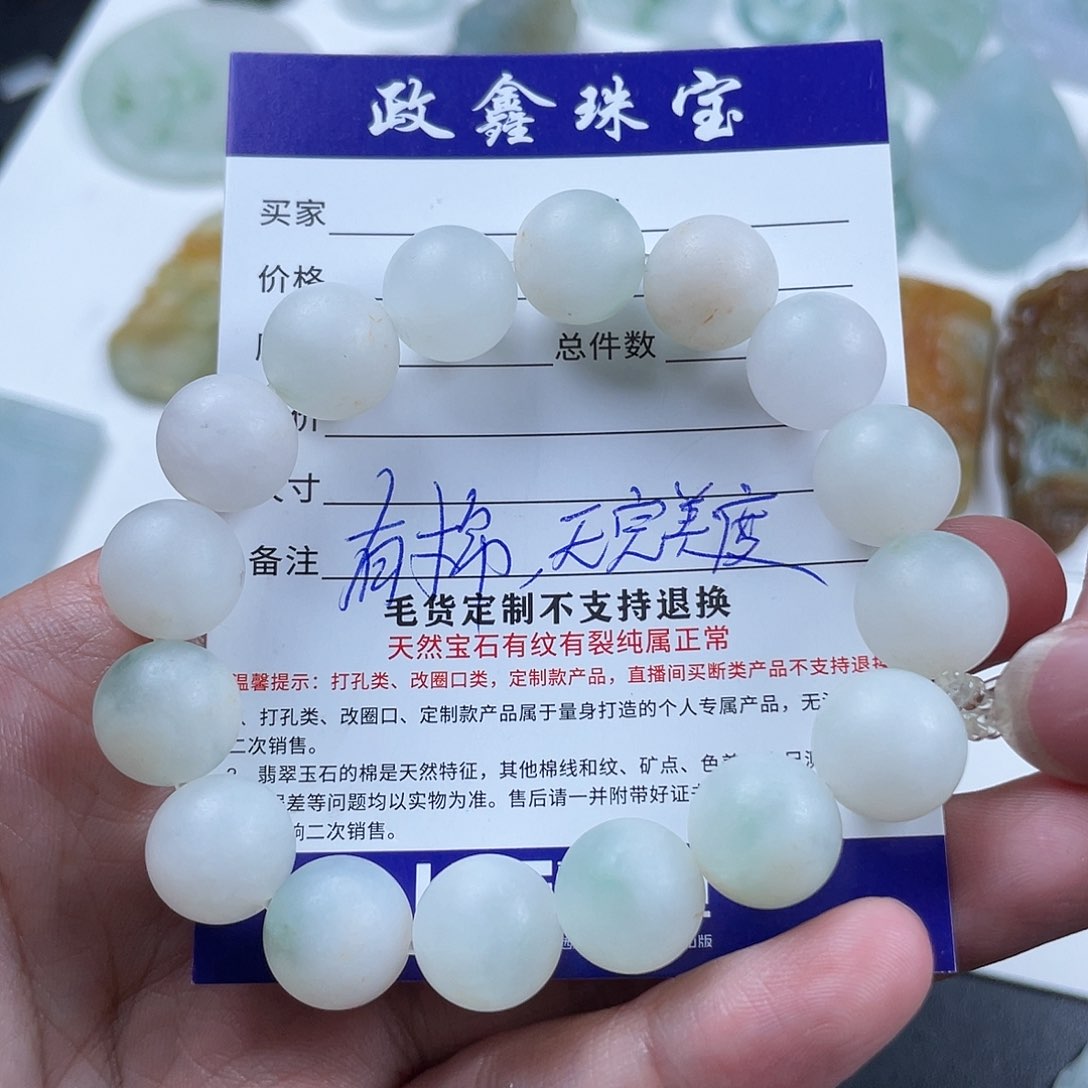 政鑫珠宝
买家
价格
总件数
价
尺寸
备注 有棉，无完美度
毛货定制不支持退换
天然宝石有纹有裂纯属正常
温馨提示：打孔类、改圈口类，定制款产品，直播间买断类产品不支持退换
、打孔类、改圈口、定制款产品属于量身打造的个人专属产品，无
二次销售。
2、翡翠玉石的棉是天然特征，其他棉线和纹、矿点、色差
误差等问题均以实物为准。售后请一并附带好证
响二次销售。